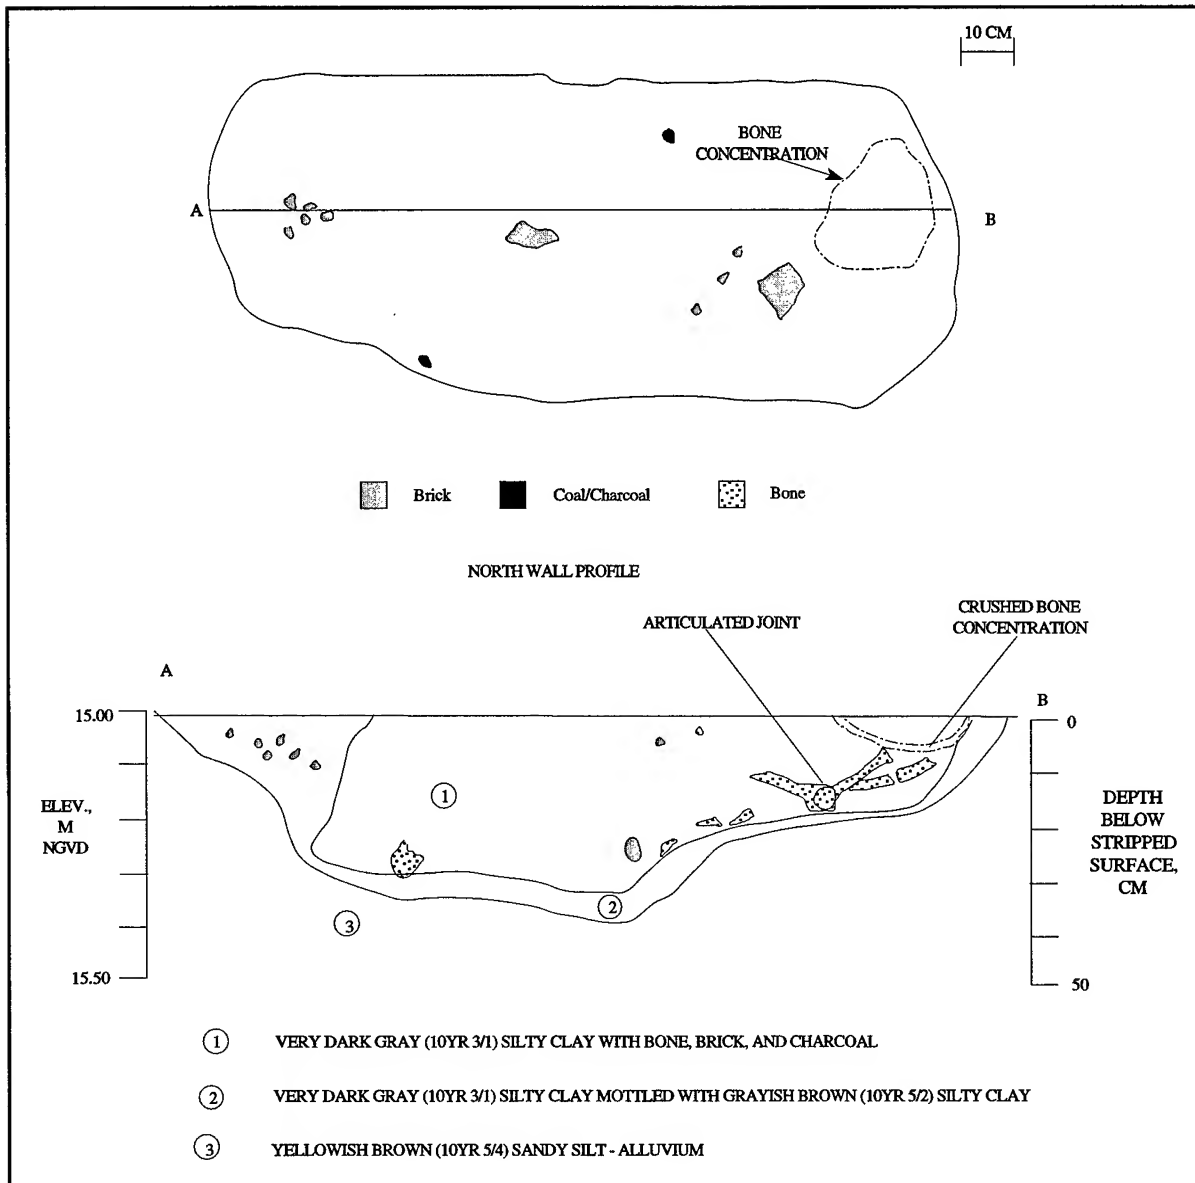 10 CM
BONE
CONCENTRATION
A
B
Brick
Coal/Charcoal
Bone
NORTH WALL PROFILE
ARTICULATED JOINT
CRUSHED BONE
CONCENTRATION
A
B
15.00
0
1
ELEV.,
M
NGVD
DEPTH
BELOW
STRIPPED
SURFACE,
CM
2
3
15.50
50
1 VERY DARK GRAY (10YR 3/1) SILTY CLAY WITH BONE, BRICK, AND CHARCOAL
2 VERY DARK GRAY (10YR 3/1) SILTY CLAY MOTTLED WITH GRAYISH BROWN (10YR 5/2) SILTY CLAY
3 YELLOWISH BROWN (10YR 5/4) SANDY SILT - ALLUVIUM